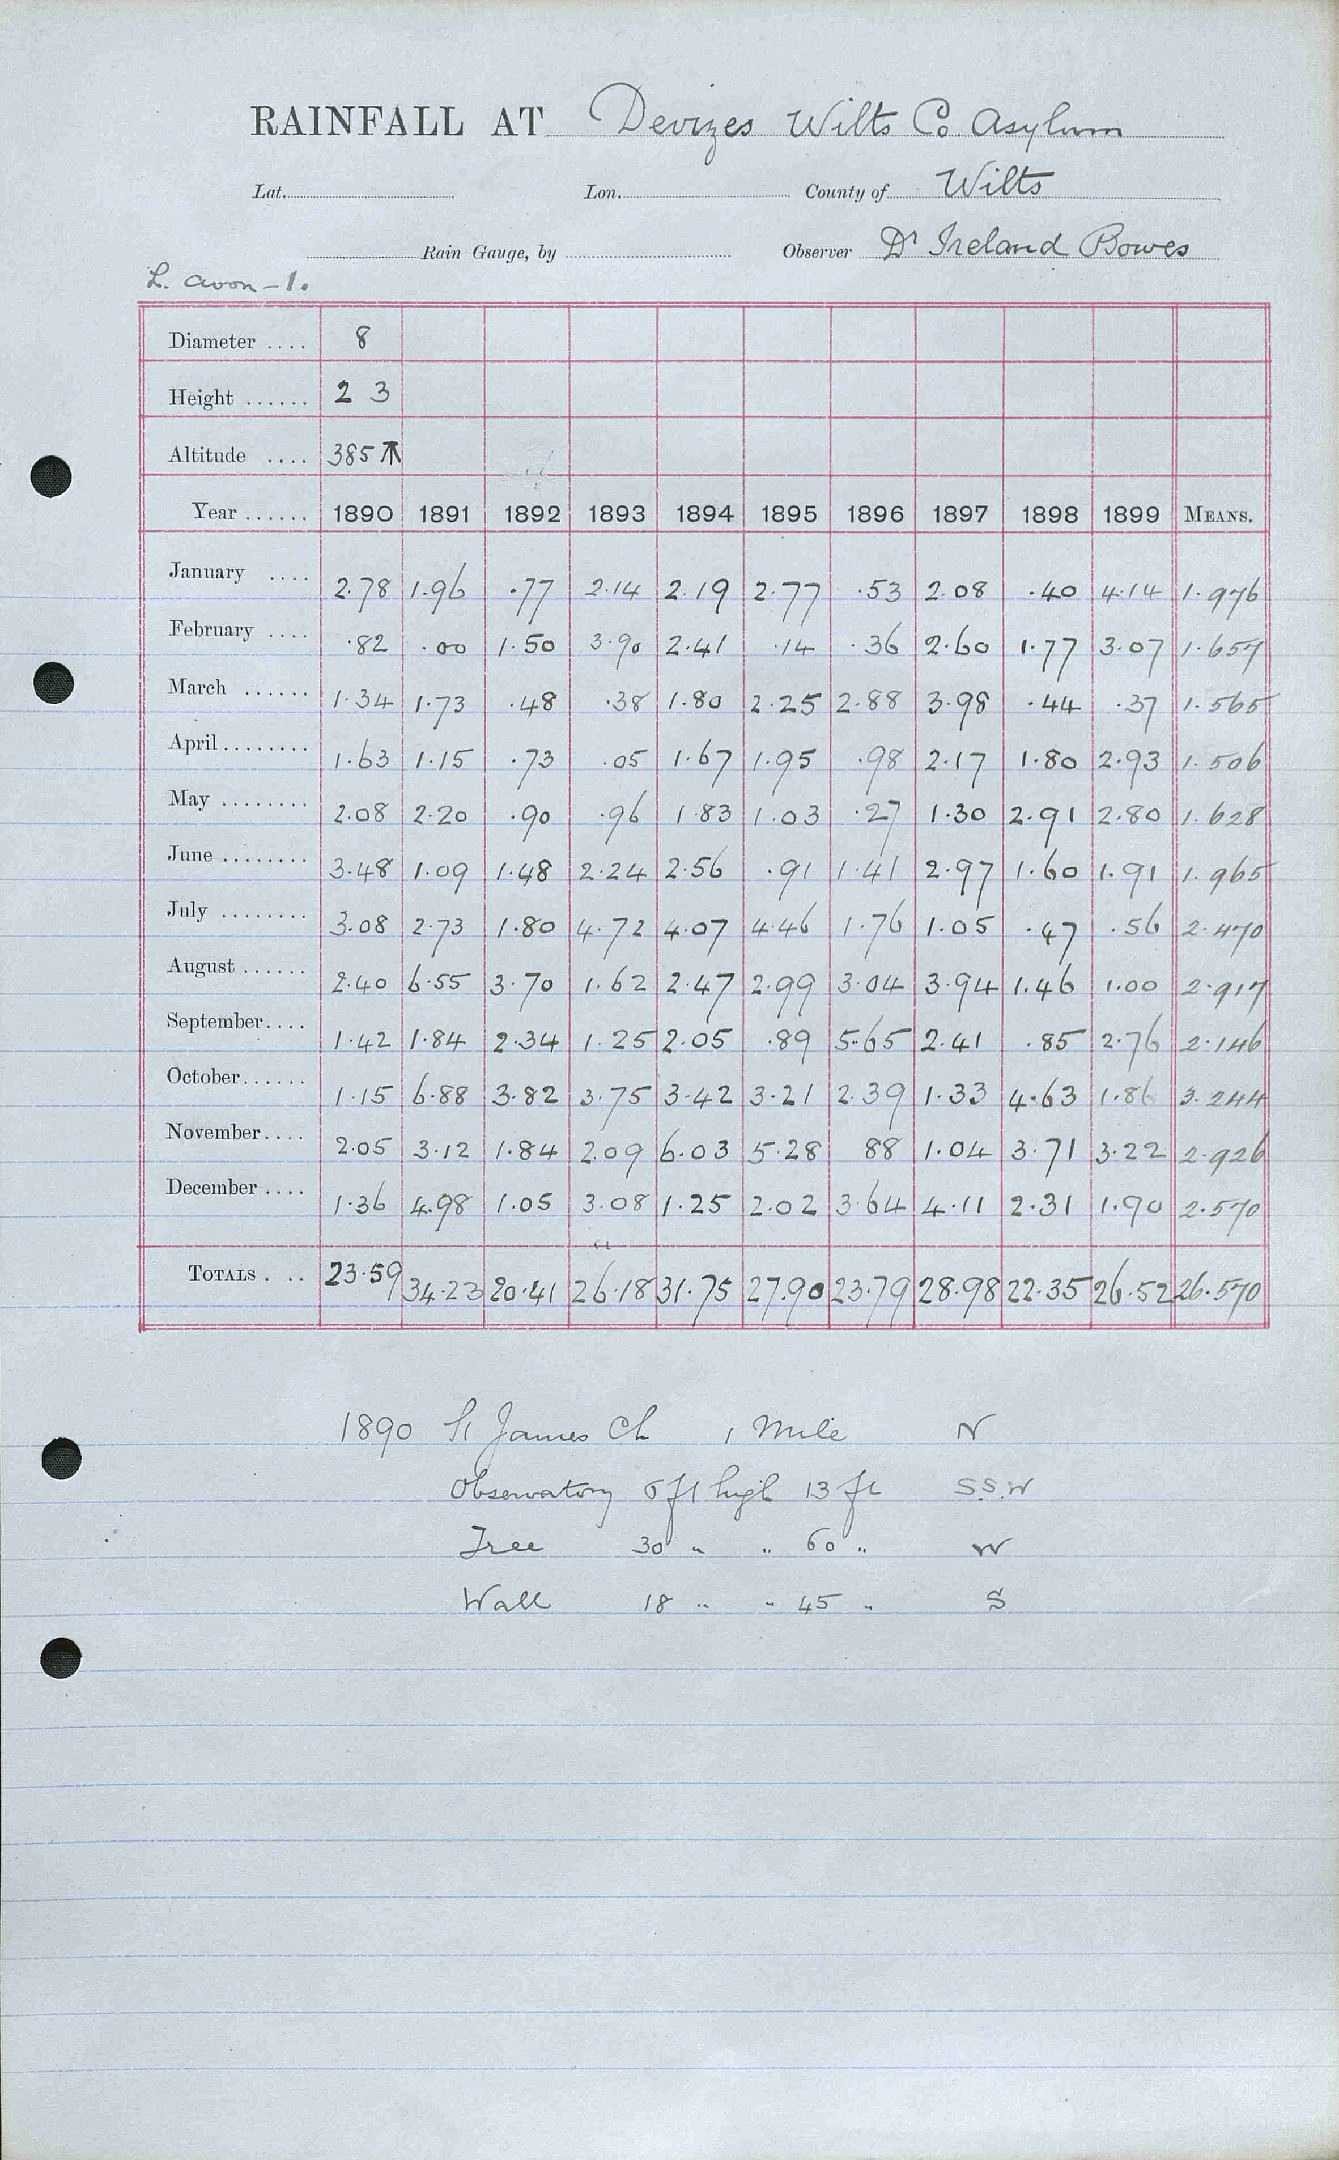 RAINFALL AT Devizes Wilts Co. Asylum
Lat. Lon. County of Wilts
Rain Gauge, by Observer Dr Ireland Bowes
L. Avon - 1.
Diameter .... 8
Height ...... 2 3
Altitude .... 385
Year ...... 1890 1891 1892 1893 1894 1895 1896 1897 1898 1899 MEANS.
January .... 2.78 1.96 .77 2.14 2.19 2.77 .53 2.08 .40 4.14 1.976
February .... .82 .00 1.50 3.90 2.41 .14 .36 2.60 1.77 3.07 1.657
March ...... 1.34 1.73 .48 .38 1.80 2.25 2.88 3.98 .44 .37 1.565
April ........ 1.63 1.15 .73 .05 1.67 1.95 .98 2.17 1.80 2.93 1.506
May ........ 2.08 2.20 .90 .96 1.83 1.03 .27 1.30 2.91 2.80 1.628
June ........ 3.48 1.09 1.48 2.24 2.56 .91 1.41 2.97 1.60 1.91 1.965
July ........ 3.08 2.73 1.80 4.72 4.07 4.46 1.76 1.05 .47 .56 2.470
August ...... 2.40 6.55 3.70 1.62 2.47 2.99 3.04 3.94 1.46 1.00 2.917
September .... 1.42 1.84 2.34 1.25 2.05 .89 5.65 2.41 .85 2.76 2.146
October ...... 1.15 6.88 3.82 3.75 3.42 3.21 2.39 1.33 4.63 1.86 3.244
November .... 2.05 3.12 1.84 2.09 6.03 5.28 88 1.04 3.71 3.22 2.926
December .... 1.36 4.98 1.05 3.08 1.25 2.02 3.64 4.11 2.31 1.90 2.570
TOTALS . .. 23.59 34.23 20.41 26.18 31.75 27.90 23.79 28.98 22.35 26.52 26.570
1890 St James Ch 1 Mile N
Observatory 6 ft high 13 ft S.S.W
Tree 30 " " 60 " W
Wall 18 " " 45 " S